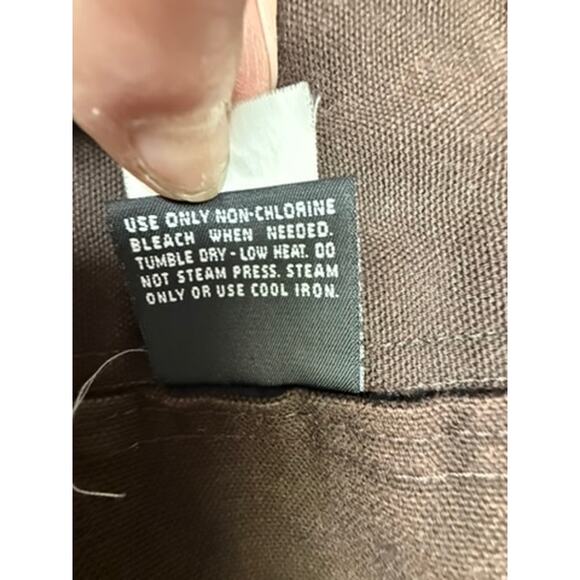 USE ONLY NON-CHLORINE
BLEACH WHEN NEEDED.
TUMBLE DRY - LOW HEAT. DO
NOT STEAM PRESS. STEAM
ONLY OR USE COOL IRON.